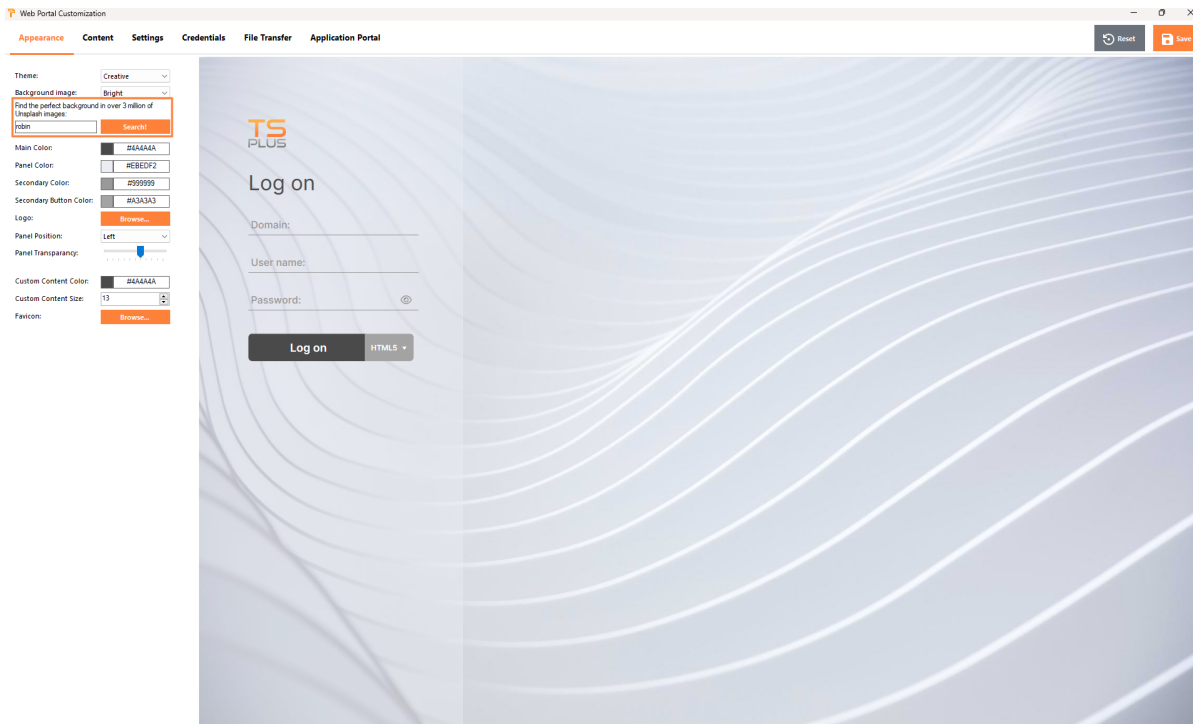 Web Portal Customization
Appearance Content Settings Credentials File Transfer Application Portal Reset Save
Theme: Creative
Background image: Bright
Find the perfect background in over 3 million of
Unsplash images:
robin Search!
Main Color: #4A4A4A
Panel Color: #EBEDF2
Secondary Color: #999999
Secondary Button Color: #A3A3A3
Logo: Browse...
Panel Position: Left
Panel Transparancy:
Custom Content Color: #4A4A4A
Custom Content Size: 13
Favicon: Browse...
TS
PLUS
Log on
Domain:
User name:
Password:
Log on HTML5